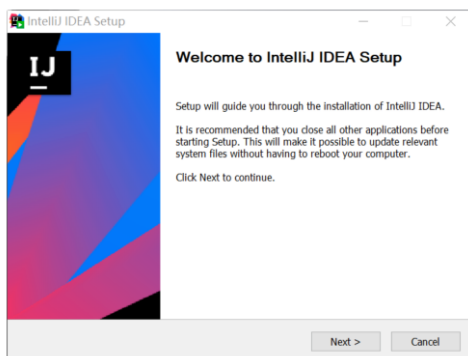 IntelliJ IDEA Setup
IJ
Welcome to IntelliJ IDEA Setup
Setup will guide you through the installation of IntelliJ IDEA.
It is recommended that you close all other applications before
starting Setup. This will make it possible to update relevant
system files without having to reboot your computer.
Click Next to continue.
Next >
Cancel